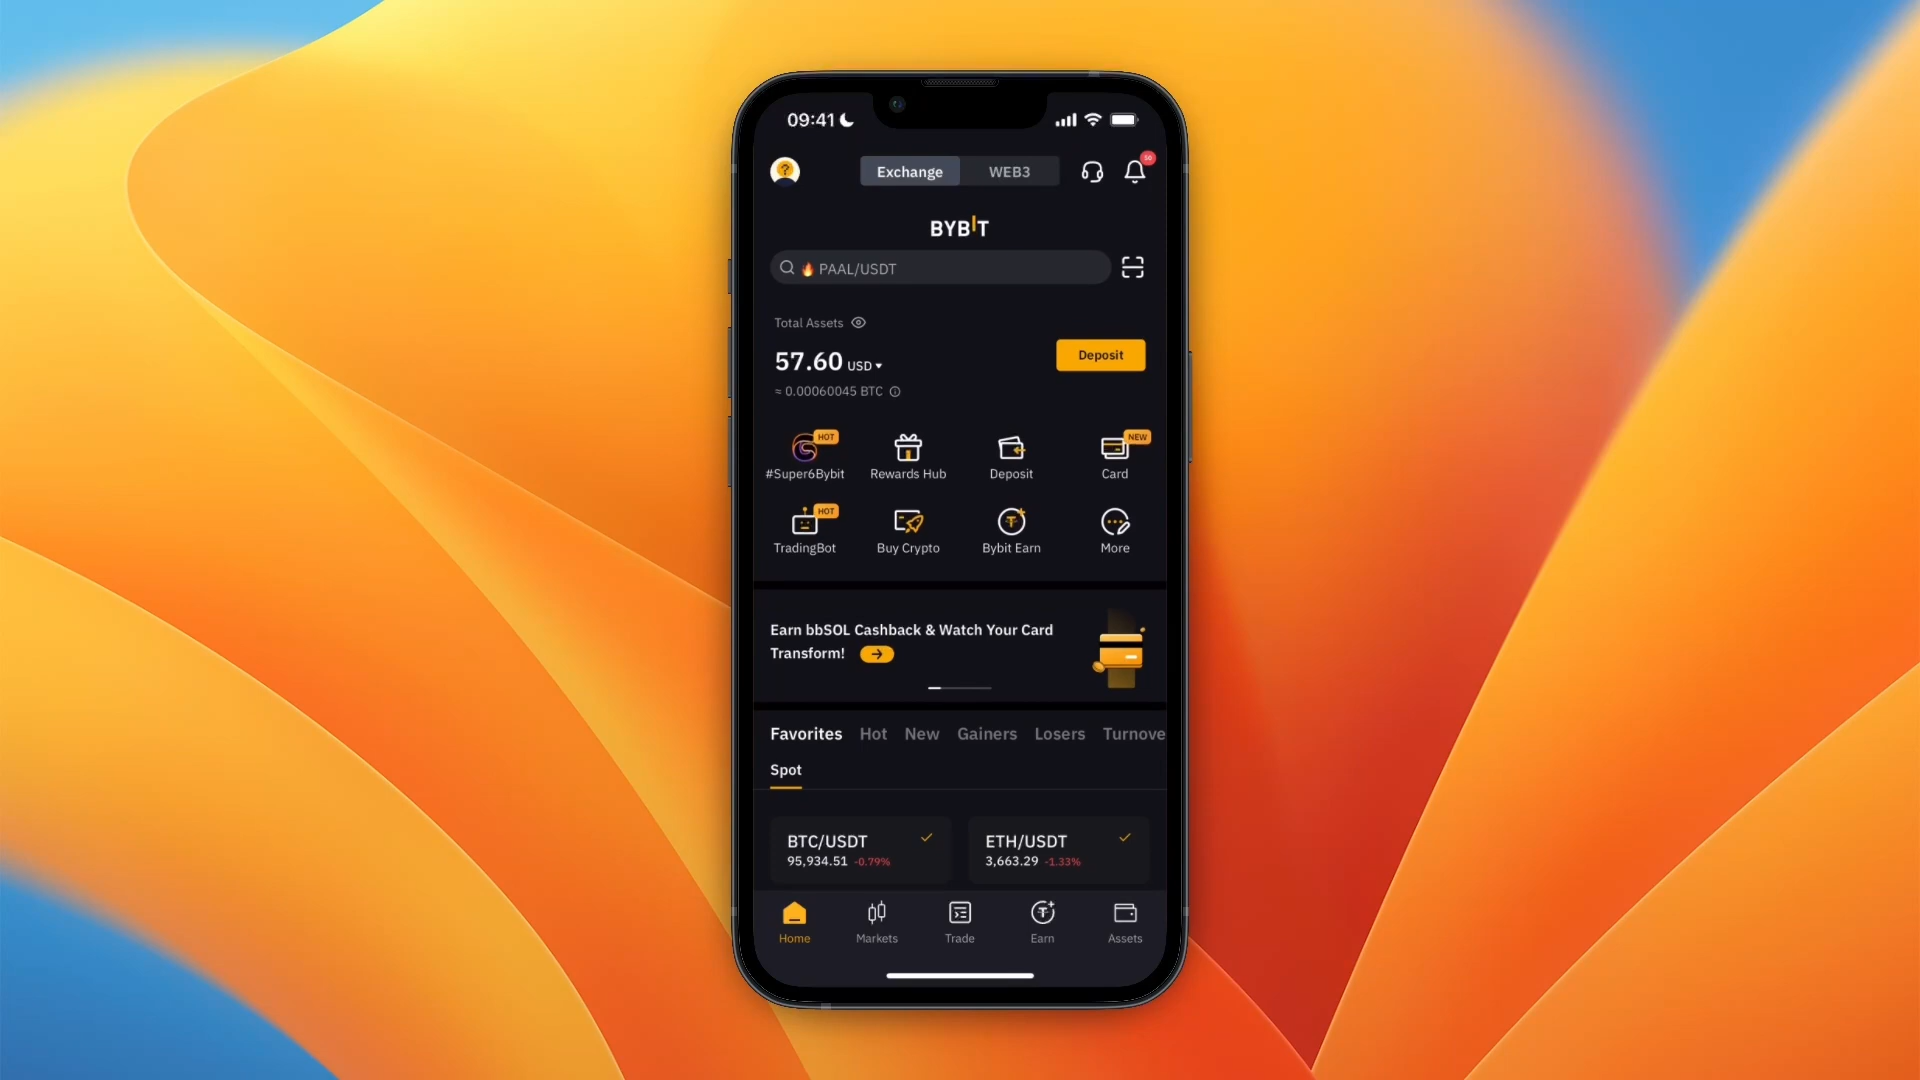 09:41
Exchange WEB3
50
BYBIT
PAAL/USDT
Total Assets
57.60 USD
Deposit
≈ 0.00060045 BTC
HOT NEW
#Super6Bybit Rewards Hub Deposit Card
HOT
TradingBot Buy Crypto Bybit Earn More
Earn bbSOL Cashback & Watch Your Card
Transform!
Favorites Hot New Gainers Losers Turnove
Spot
BTC/USDT ETH/USDT
95,934.51 -0.79% 3,663.29 -1.33%
Home Markets Trade Earn Assets